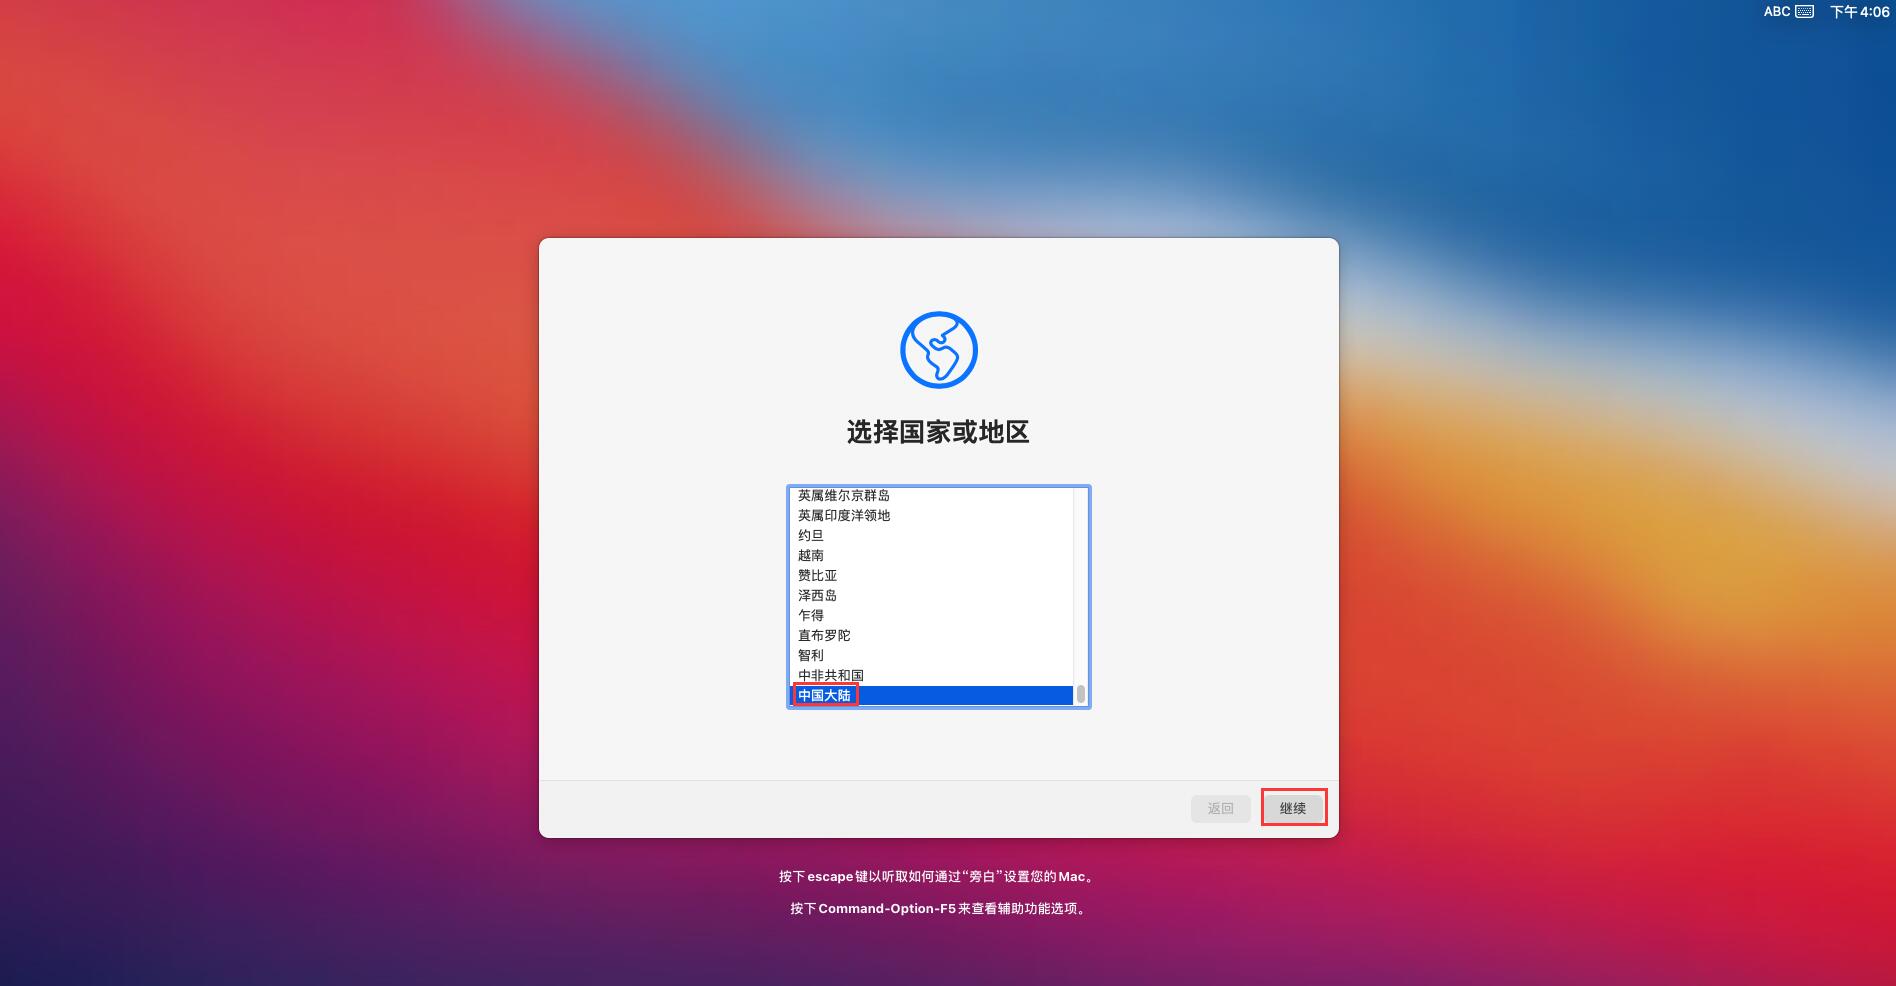 ABC 下午4:06
选择国家或地区
英属维尔京群岛
英属印度洋领地
约旦
越南
赞比亚
泽西岛
乍得
直布罗陀
智利
中非共和国
中国大陆
返回 继续
按下 escape 键以听取如何通过“旁白”设置您的 Mac。
按下 Command-Option-F5 来查看辅助功能选项。